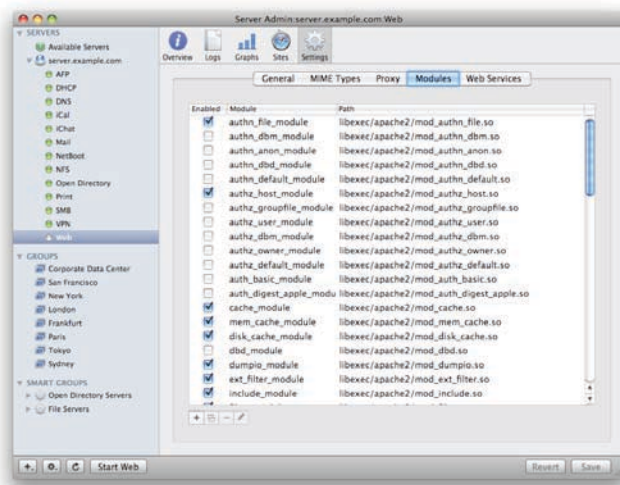 Server Admin:server.example.com:Web
SERVERS
Available Servers
server.example.com
AFP
DHCP
DNS
iCal
iChat
Mail
NetBoot
NFS
Open Directory
Print
SMB
VPN
Web
GROUPS
Corporate Data Center
San Francisco
New York
London
Frankfurt
Paris
Tokyo
Sydney
SMART GROUPS
Open Directory Servers
File Servers
Overview Logs Graphs Sites Settings
General MIME Types Proxy Modules Web Services
Enabled Module Path
authn_file_module libexec/apache2/mod_authn_file.so
authn_dbm_module libexec/apache2/mod_authn_dbm.so
authn_anon_module libexec/apache2/mod_authn_anon.so
authn_dbd_module libexec/apache2/mod_authn_dbd.so
authn_default_module libexec/apache2/mod_authn_default.so
authz_host_module libexec/apache2/mod_authz_host.so
authz_groupfile_module libexec/apache2/mod_authz_groupfile.so
authz_user_module libexec/apache2/mod_authz_user.so
authz_dbm_module libexec/apache2/mod_authz_dbm.so
authz_owner_module libexec/apache2/mod_authz_owner.so
authz_default_module libexec/apache2/mod_authz_default.so
auth_basic_module libexec/apache2/mod_auth_basic.so
auth_digest_apple_modu libexec/apache2/mod_auth_digest_apple.so
cache_module libexec/apache2/mod_cache.so
mem_cache_module libexec/apache2/mod_mem_cache.so
disk_cache_module libexec/apache2/mod_disk_cache.so
dbd_module libexec/apache2/mod_dbd.so
dumpio_module libexec/apache2/mod_dumpio.so
ext_filter_module libexec/apache2/mod_ext_filter.so
include_module libexec/apache2/mod_include.so
Start Web Revert Save